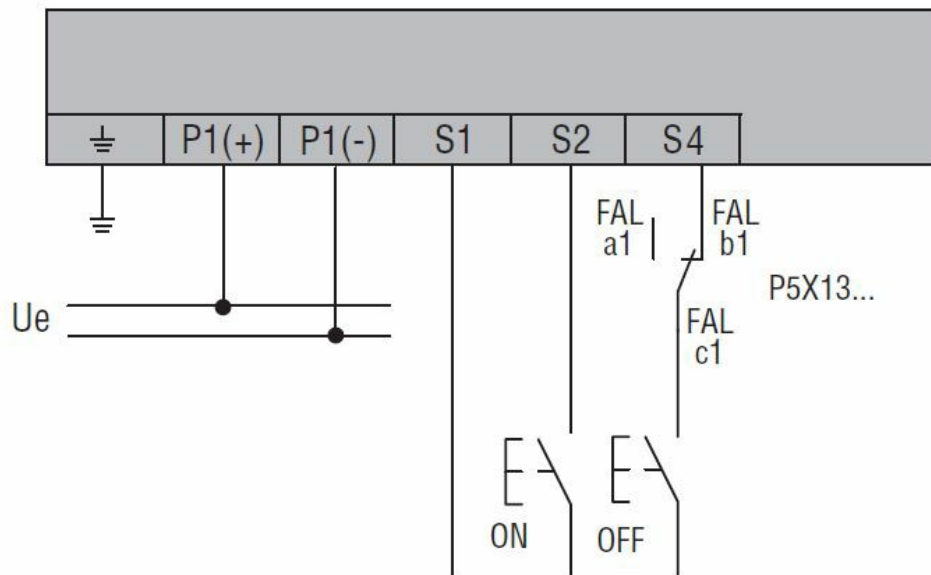 P1(+) P1(-) S1 S2 S4
FAL
a1
FAL
b1
P5X13...
Ue
FAL
c1
ON OFF